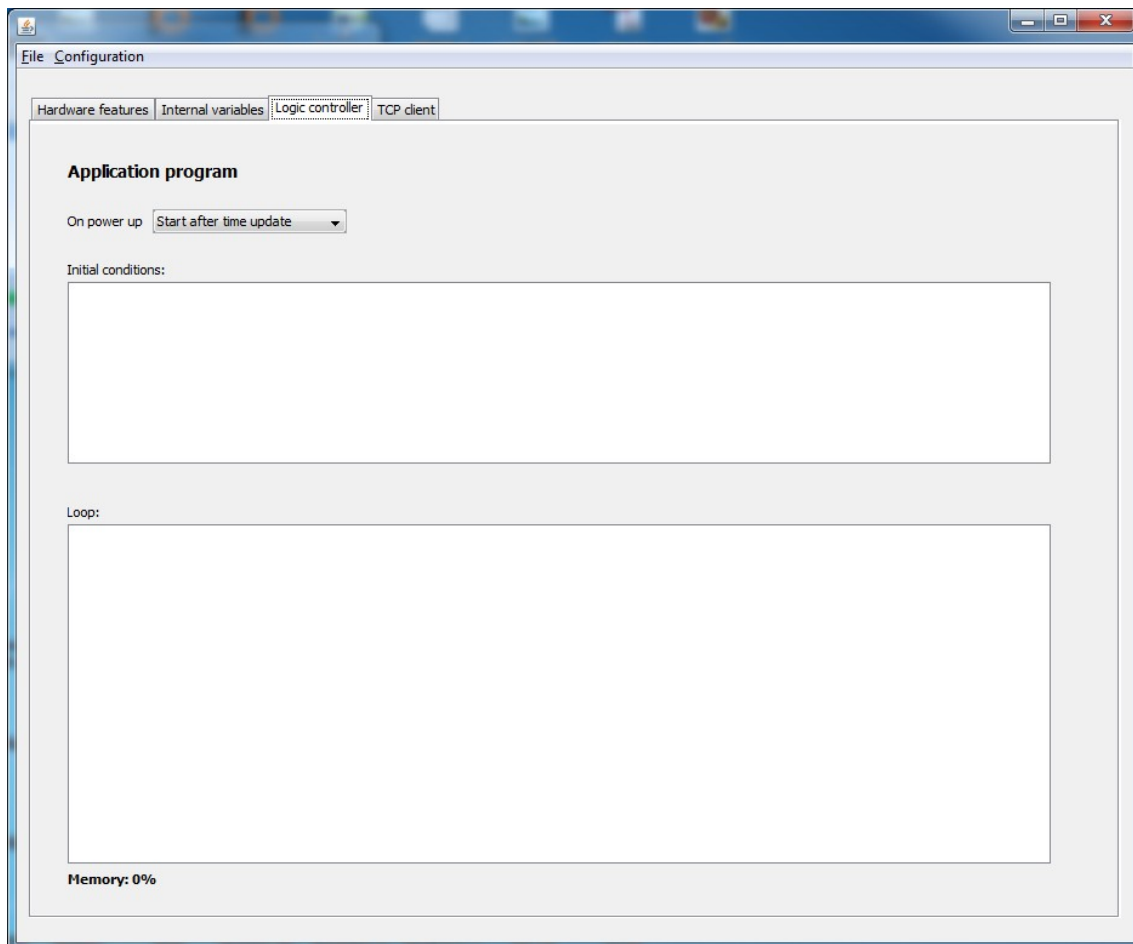 File Configuration
Hardware features Internal variables Logic controller TCP client
Application program
On power up Start after time update
Initial conditions:
Loop:
Memory: 0%